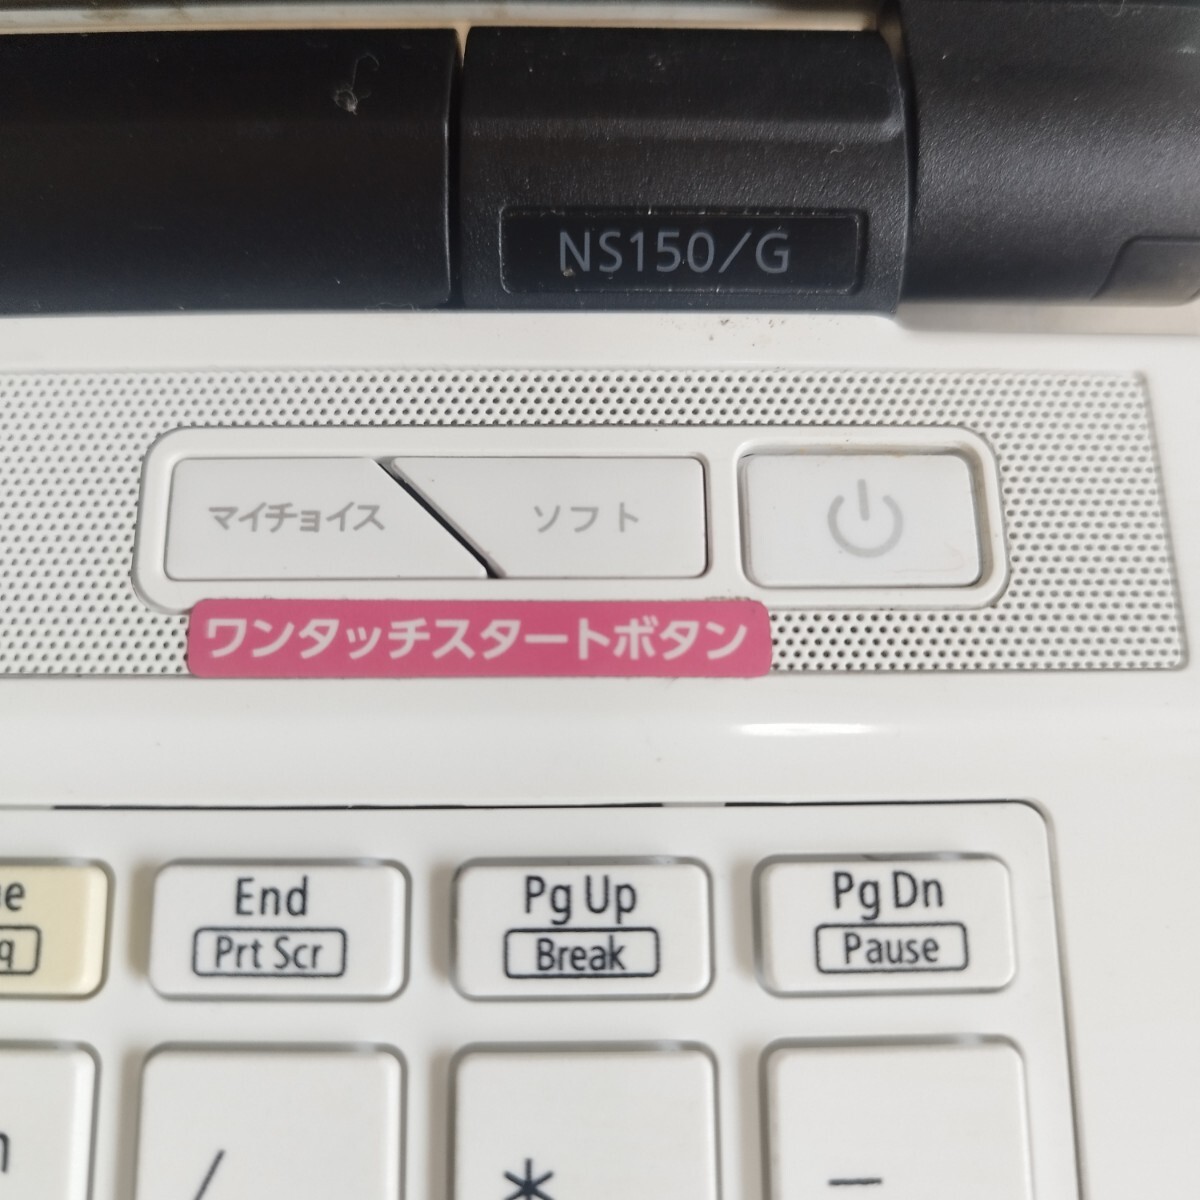 NS150/G
マイチョイス ソフト
ワンタッチスタートボタン
End Pg Up Pg Dn
Prt Scr Break Pause
/ * −